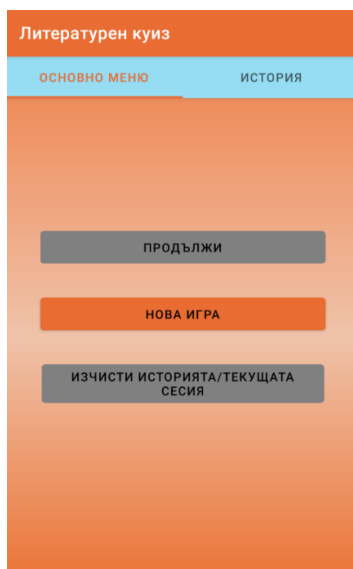 Литературен куиз
ОСНОВНО МЕНЮ ИСТОРИЯ
ПРОДЪЛЖИ
НОВА ИГРА
ИЗЧИСТИ ИСТОРИЯТА/ТЕКУЩАТА
СЕСИЯ